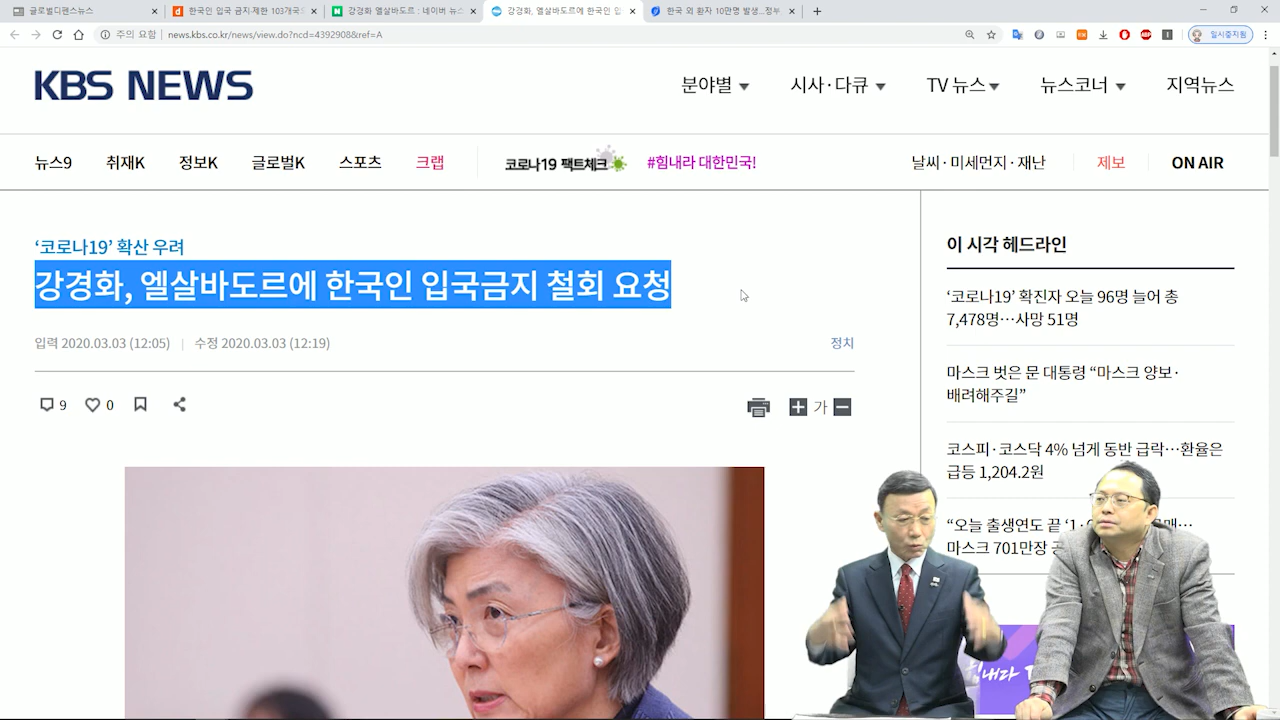 글로벌디펜스뉴스
한국인 입국 금지·제한 103개국
강경화 엘살바도르 : 네이버 뉴스
강경화, 엘살바도르에 한국인 입
한국 외 환자 10만명 발생...정부
주의 요함
news.kbs.co.kr/news/view.do?ncd=4392908&ref=A
일시중지됨
KBS NEWS
분야별 시사·다큐 TV 뉴스 뉴스코너 지역뉴스
뉴스9 취재K 정보K 글로벌K 스포츠 크랩 코로나19 팩트체크 #힘내라 대한민국! 날씨·미세먼지·재난 제보 ON AIR
‘코로나19’ 확산 우려
강경화, 엘살바도르에 한국인 입국금지 철회 요청
입력 2020.03.03 (12:05) | 수정 2020.03.03 (12:19) 정치
9 0 가
이 시각 헤드라인
‘코로나19’ 확진자 오늘 96명 늘어 총
7,478명…사망 51명
마스크 벗은 문 대통령 “마스크 양보·
배려해주길”
코스피·코스닥 4% 넘게 동반 급락…환율은
급등 1,204.2원
“오늘 출생연도 끝 ‘1·
마스크 701만장